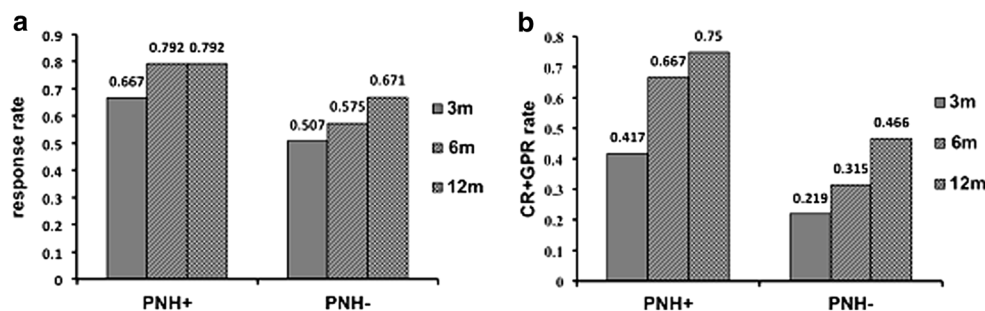 a
response rate
0.9
0.8
0.7
0.6
0.5
0.4
0.3
0.2
0.1
0
0.667
0.792
0.792
0.507
0.575
0.671
PNH+
PNH-
3m
6m
12m
b
CR+GPR rate
0.8
0.7
0.6
0.5
0.4
0.3
0.2
0.1
0
0.417
0.667
0.75
0.219
0.315
0.466
PNH+
PNH-
3m
6m
12m